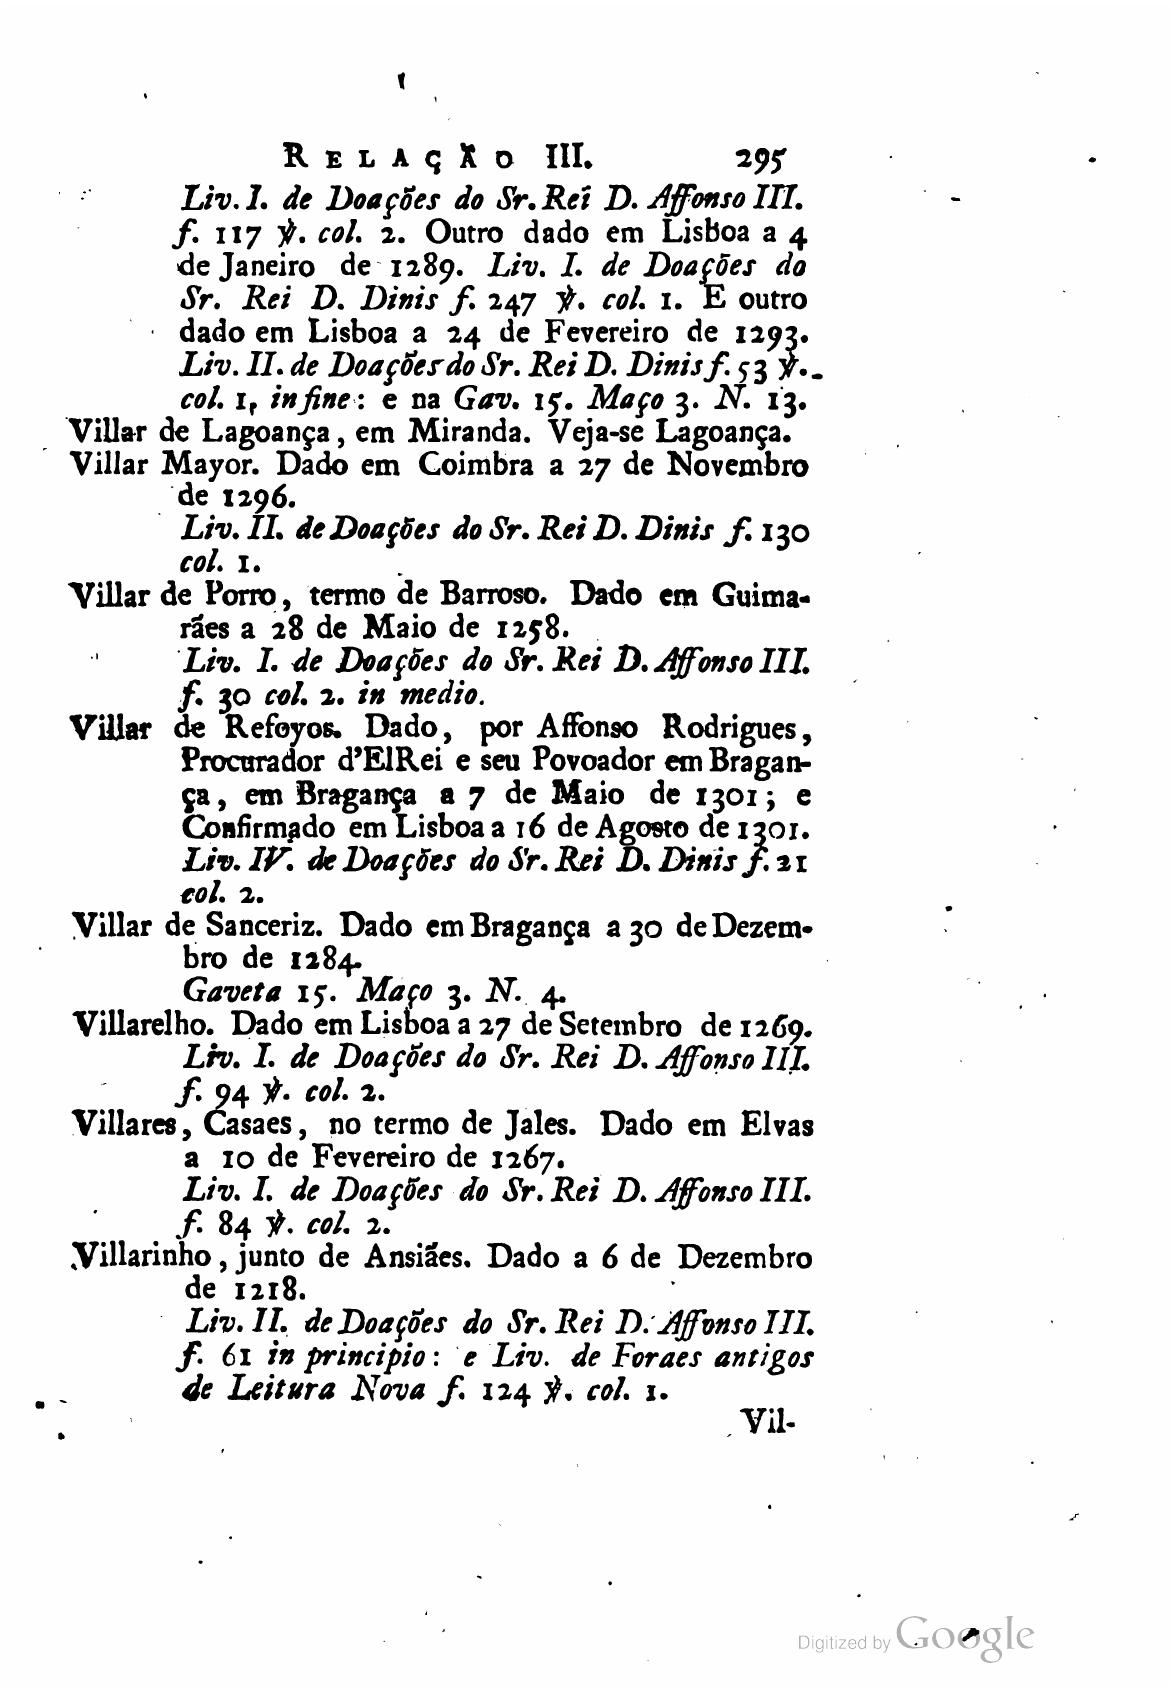 RELAÇÃO III. 295
Liv. I. de Doações do Sr. Rei D. Affonso III.
f. 117 ℣. col. 2. Outro dado em Lisboa a 4
de Janeiro de 1289. Liv. I. de Doações do
Sr. Rei D. Dinis f. 247 ℣. col. 1. E outro
dado em Lisboa a 24 de Fevereiro de 1293.
Liv. II. de Doações do Sr. Rei D. Dinis f. 53 ℣.
col. 1, in fine: e na Gav. 15. Maço 3. N. 13.
Villar de Lagoança, em Miranda. Veja-se Lagoança.
Villar Mayor. Dado em Coimbra a 27 de Novembro
de 1296.
Liv. II. de Doações do Sr. Rei D. Dinis f. 130
col. 1.
Villar de Porro, termo de Barroso. Dado em Guima-
rães a 28 de Maio de 1258.
Liv. I. de Doações do Sr. Rei D. Affonso III.
f. 30 col. 2. in medio.
Villar de Refoyos. Dado, por Affonso Rodrigues,
Procurador d'ElRei e seu Povoador em Bragan-
ça, em Bragança a 7 de Maio de 1301; e
Confirmado em Lisboa a 16 de Agosto de 1301.
Liv. IV. de Doações do Sr. Rei D. Dinis f. 21
col. 2.
Villar de Sanceriz. Dado em Bragança a 30 de Dezem-
bro de 1284.
Gaveta 15. Maço 3. N. 4.
Villarelho. Dado em Lisboa a 27 de Setembro de 1269.
Liv. I. de Doações do Sr. Rei D. Affonso III.
f. 94 ℣. col. 2.
Villares, Casaes, no termo de Jales. Dado em Elvas
a 10 de Fevereiro de 1267.
Liv. I. de Doações do Sr. Rei D. Affonso III.
f. 84 ℣. col. 2.
Villarinho, junto de Ansiães. Dado a 6 de Dezembro
de 1218.
Liv. II. de Doações do Sr. Rei D. Affonso III.
f. 61 in principio: e Liv. de Foraes antigos
de Leitura Nova f. 124 ℣. col. 1.
Vil-
Digitized by Google